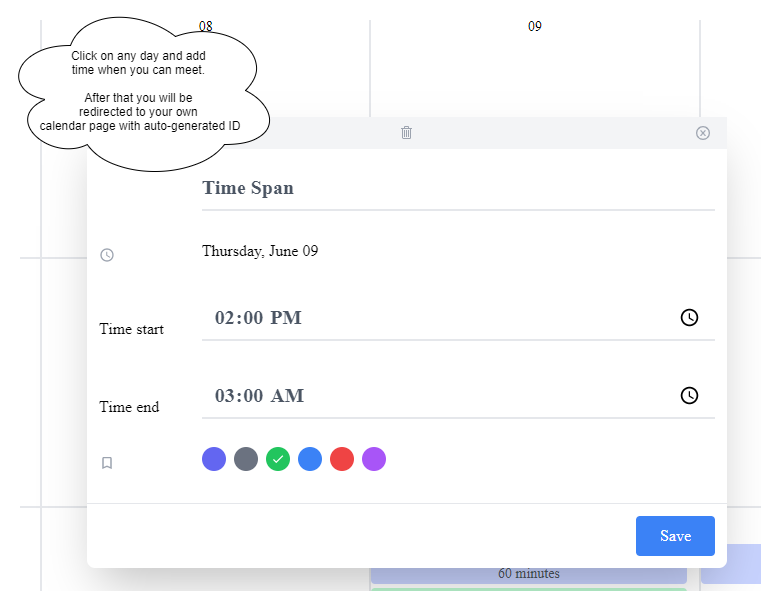 08
09
Click on any day and add
time when you can meet.
After that you will be
redirected to your own
calendar page with auto-generated ID
Time Span
Thursday, June 09
Time start
02:00 PM
Time end
03:00 AM
Save
60 minutes